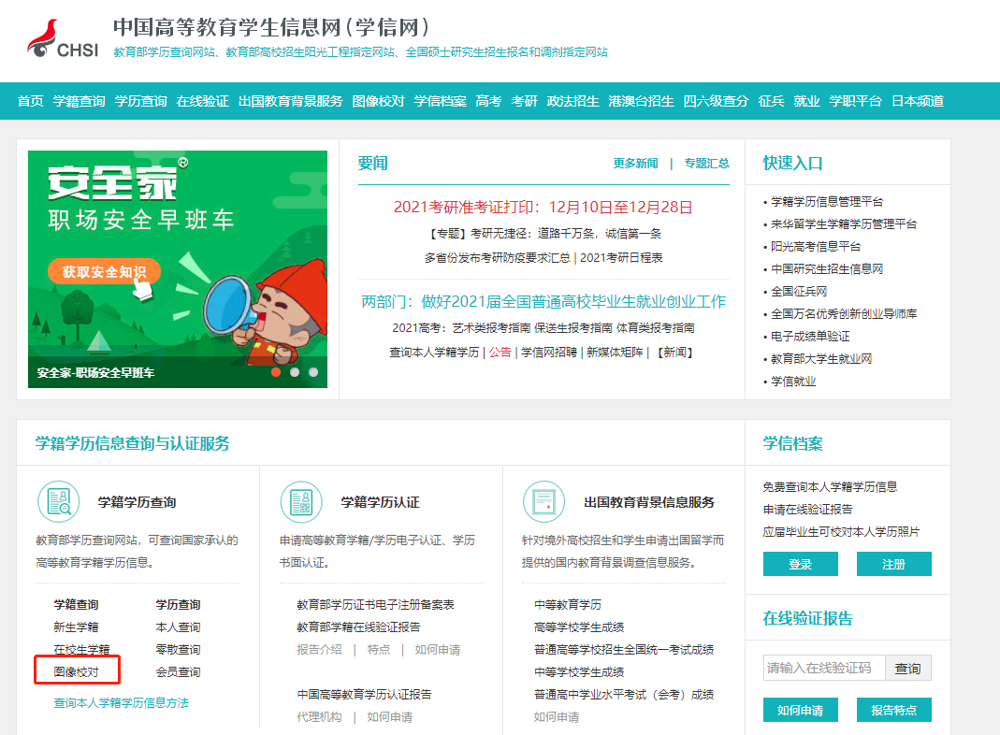 CHSI
中国高等教育学生信息网(学信网)
教育部学历查询网站、教育部高校招生阳光工程指定网站、全国硕士研究生招生报名和调剂指定网站
首页 学籍查询 学历查询 在线验证 出国教育背景服务 图像校对 学信档案 高考 考研 政法招生 港澳台招生 四六级查分 征兵 就业 学职平台 日本频道
安全家®
职场安全早班车
获取安全知识
安全家-职场安全早班车
要闻 更多新闻 | 专题汇总
2021考研准考证打印：12月10日至12月28日
【专题】考研无捷径：道路千万条，诚信第一条
多省份发布考研防疫要求汇总 | 2021考研日程表
两部门：做好2021届全国普通高校毕业生就业创业工作
2021高考：艺术类报考指南 保送生报考指南 体育类报考指南
查询本人学籍学历 | 公告 | 学信网招聘 | 新媒体矩阵 | 【新闻】
快速入口
• 学籍学历信息管理平台
• 来华留学生学籍学历管理平台
• 阳光高考信息平台
• 中国研究生招生信息网
• 全国征兵网
• 全国万名优秀创新创业导师库
• 电子成绩单验证
• 教育部大学生就业网
• 学信就业
学籍学历信息查询与认证服务
学籍学历查询
教育部学历查询网站，可查询国家承认的
高等教育学籍学历信息。
学籍查询 学历查询
新生学籍 本人查询
在校生学籍 零散查询
图像校对 会员查询
查询本人学籍学历信息方法
学籍学历认证
申请高等教育学籍/学历电子认证、学历
书面认证。
教育部学历证书电子注册备案表
教育部学籍在线验证报告
报告介绍 | 特点 | 如何申请
中国高等教育学历认证报告
代理机构 | 如何申请
出国教育背景信息服务
针对境外高校招生和学生申请出国留学而
提供的国内教育背景调查信息服务。
中等教育学历
高等学校学生成绩
普通高等学校招生全国统一考试成绩
中等学校学生成绩
普通高中学业水平考试（会考）成绩
如何申请
学信档案
免费查询本人学籍学历信息
申请在线验证报告
应届毕业生可校对本人学历照片
登录 注册
在线验证报告
请输入在线验证码 查询
如何申请 报告特点